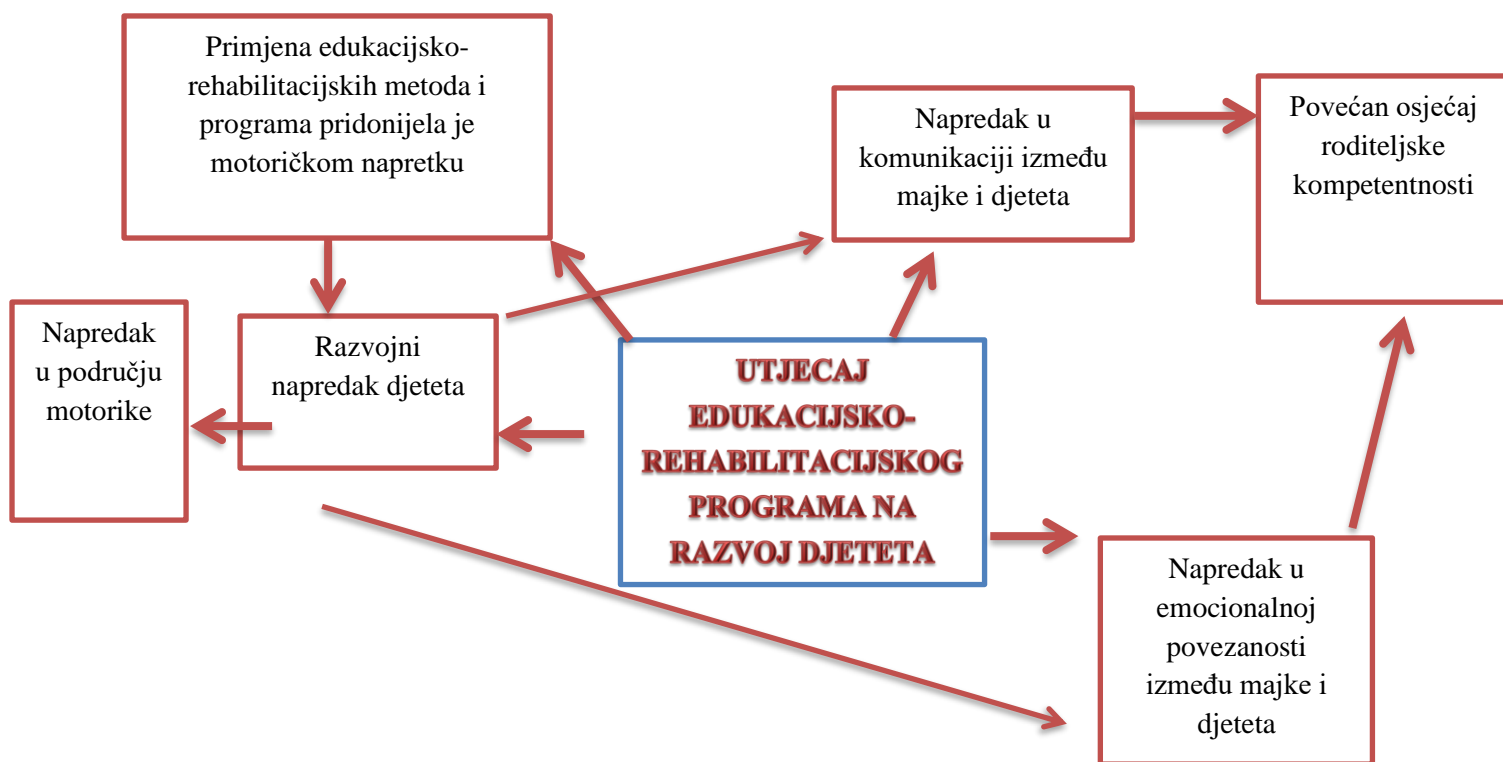 Primjena edukacijsko-
rehabilitacijskih metoda i
programa pridonijela je
motoričkom napretku
Napredak u
komunikaciji između
majke i djeteta
Povećan osjećaj
roditeljske
kompetentnosti
Napredak
u području
motorike
Razvojni
napredak djeteta
UTJECAJ
EDUKACIJSKO-
REHABILITACIJSKOG
PROGRAMA NA
RAZVOJ DJETETA
Napredak u
emocionalnoj
povezanosti
između majke i
djeteta